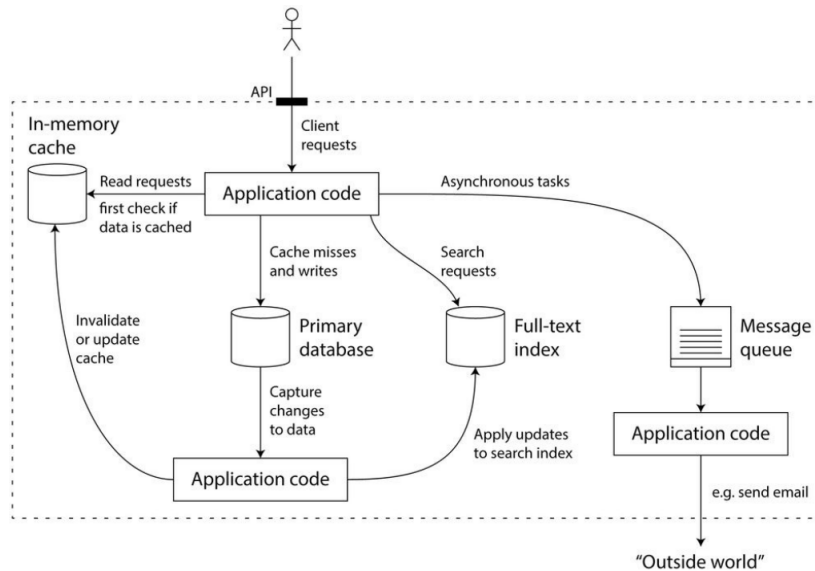 API
Client
requests
In-memory
cache
Read requests
first check if
data is cached
Application code
Asynchronous tasks
Cache misses
and writes
Search
requests
Invalidate
or update
cache
Primary
database
Full-text
index
Message
queue
Capture
changes
to data
Apply updates
to search index
Application code
Application code
e.g. send email
“Outside world”